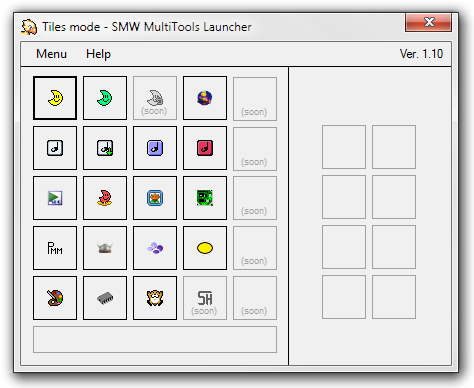 Tiles mode - SMW MultiTools Launcher
Menu Help Ver. 1.10
(soon) (soon)
(soon)
(soon)
PMM (soon)
SH (soon) (soon)